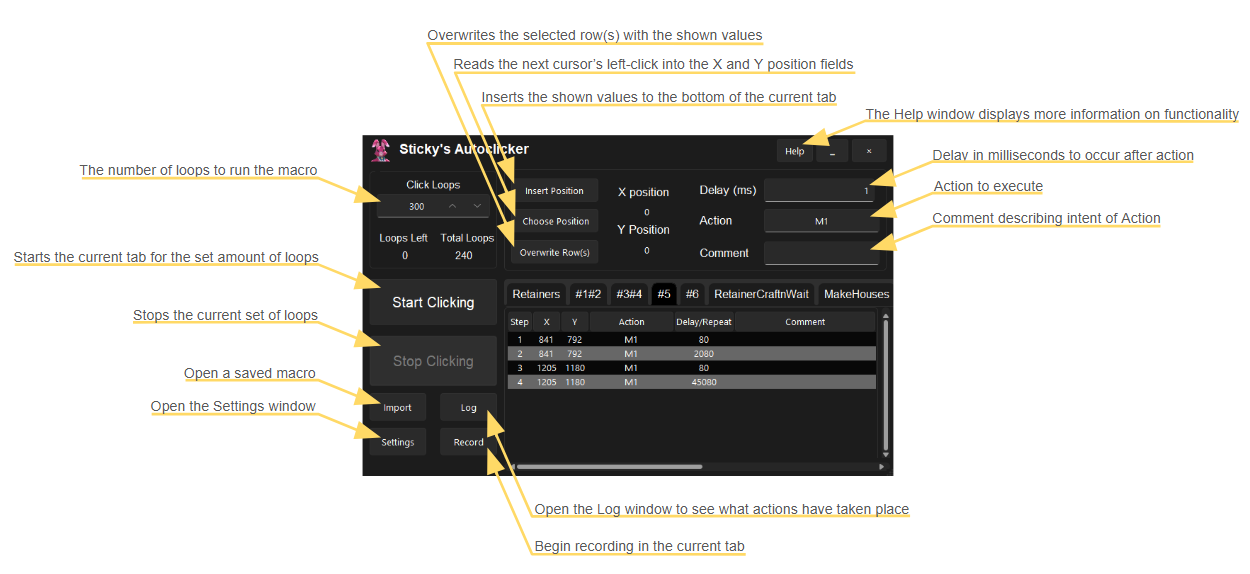 Overwrites the selected row(s) with the shown values
Reads the next cursor's left-click into the X and Y position fields
Inserts the shown values to the bottom of the current tab
The Help window displays more information on functionality
Sticky's Autoclicker
Help
_
×
The number of loops to run the macro
Delay in milliseconds to occur after action
Action to execute
Comment describing intent of Action
Click Loops
300
Loops Left Total Loops
0 240
Insert Position
Choose Position
Overwrite Row(s)
X position
0
Y Position
0
Delay (ms) 1
Action M1
Comment
Starts the current tab for the set amount of loops
Start Clicking
Stops the current set of loops
Stop Clicking
Open a saved macro
Open the Settings window
Import Log
Settings Record
Retainers #1#2 #3#4 #5 #6 RetainerCraftnWait MakeHouses
Step X Y Action Delay/Repeat Comment
1 841 792 M1 80
2 841 792 M1 2080
3 1205 1180 M1 80
4 1205 1180 M1 45080
Open the Log window to see what actions have taken place
Begin recording in the current tab